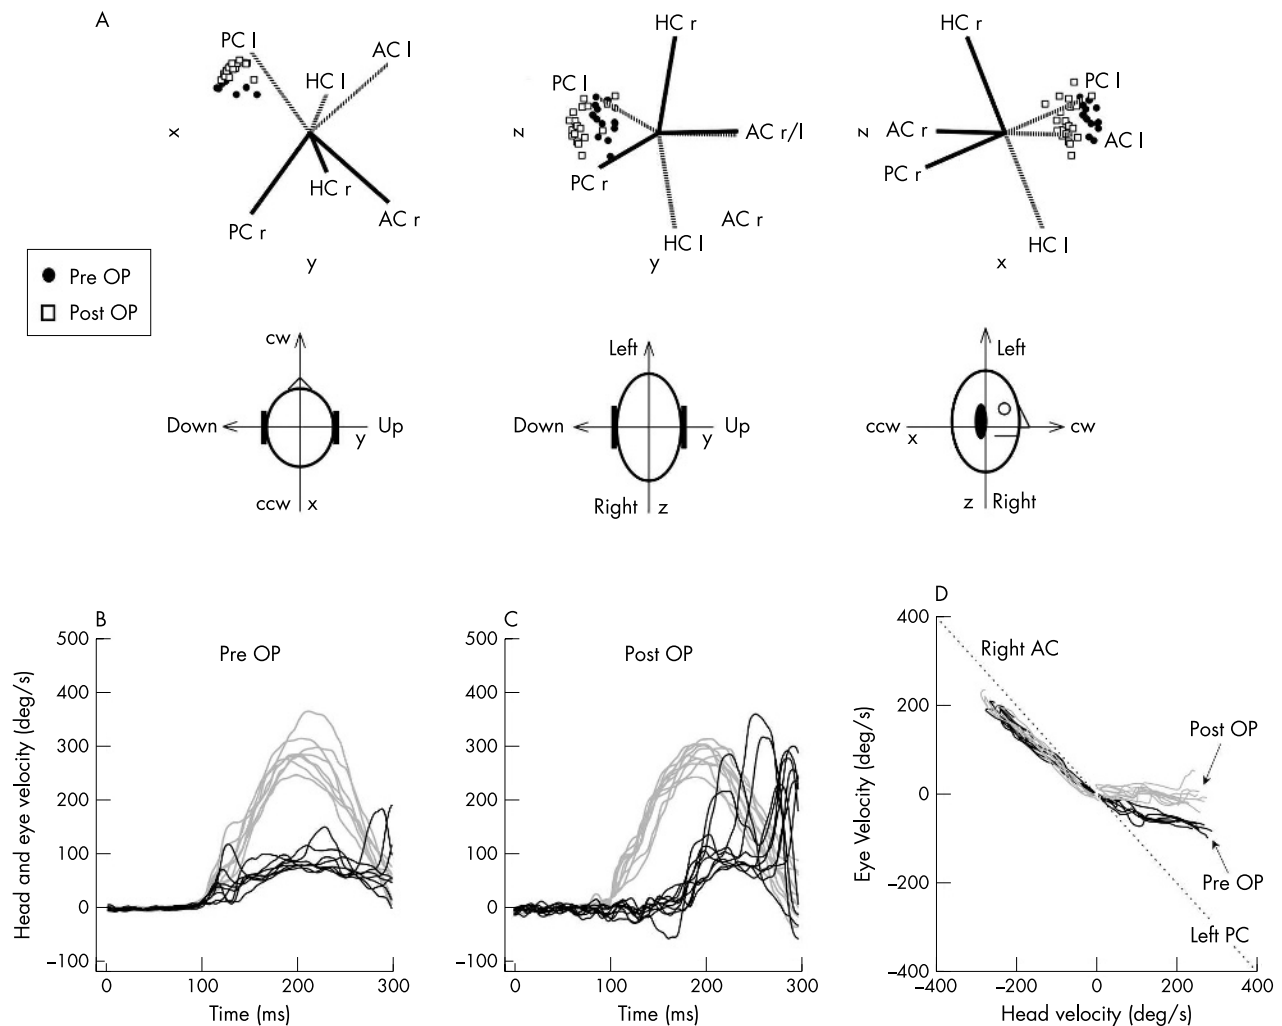 A
PC l
AC l
HC l
x
HC r
PC r
AC r
y
HC r
PC l
z
AC r/l
PC r
AC r
HC l
y
HC r
PC l
z
AC r
AC l
PC r
HC l
x
Pre OP
Post OP
cw
Down
Up
y
ccw
x
Left
Down
Up
y
Right
z
Left
ccw
cw
x
z
Right
B
Pre OP
Head and eye velocity (deg/s)
500
400
300
200
100
0
−100
0
100
200
300
Time (ms)
C
Post OP
500
400
300
200
100
0
−100
0
100
200
300
Time (ms)
D
Right AC
Eye Velocity (deg/s)
400
200
0
−200
−400
Post OP
Pre OP
Left PC
−400
−200
0
200
400
Head velocity (deg/s)